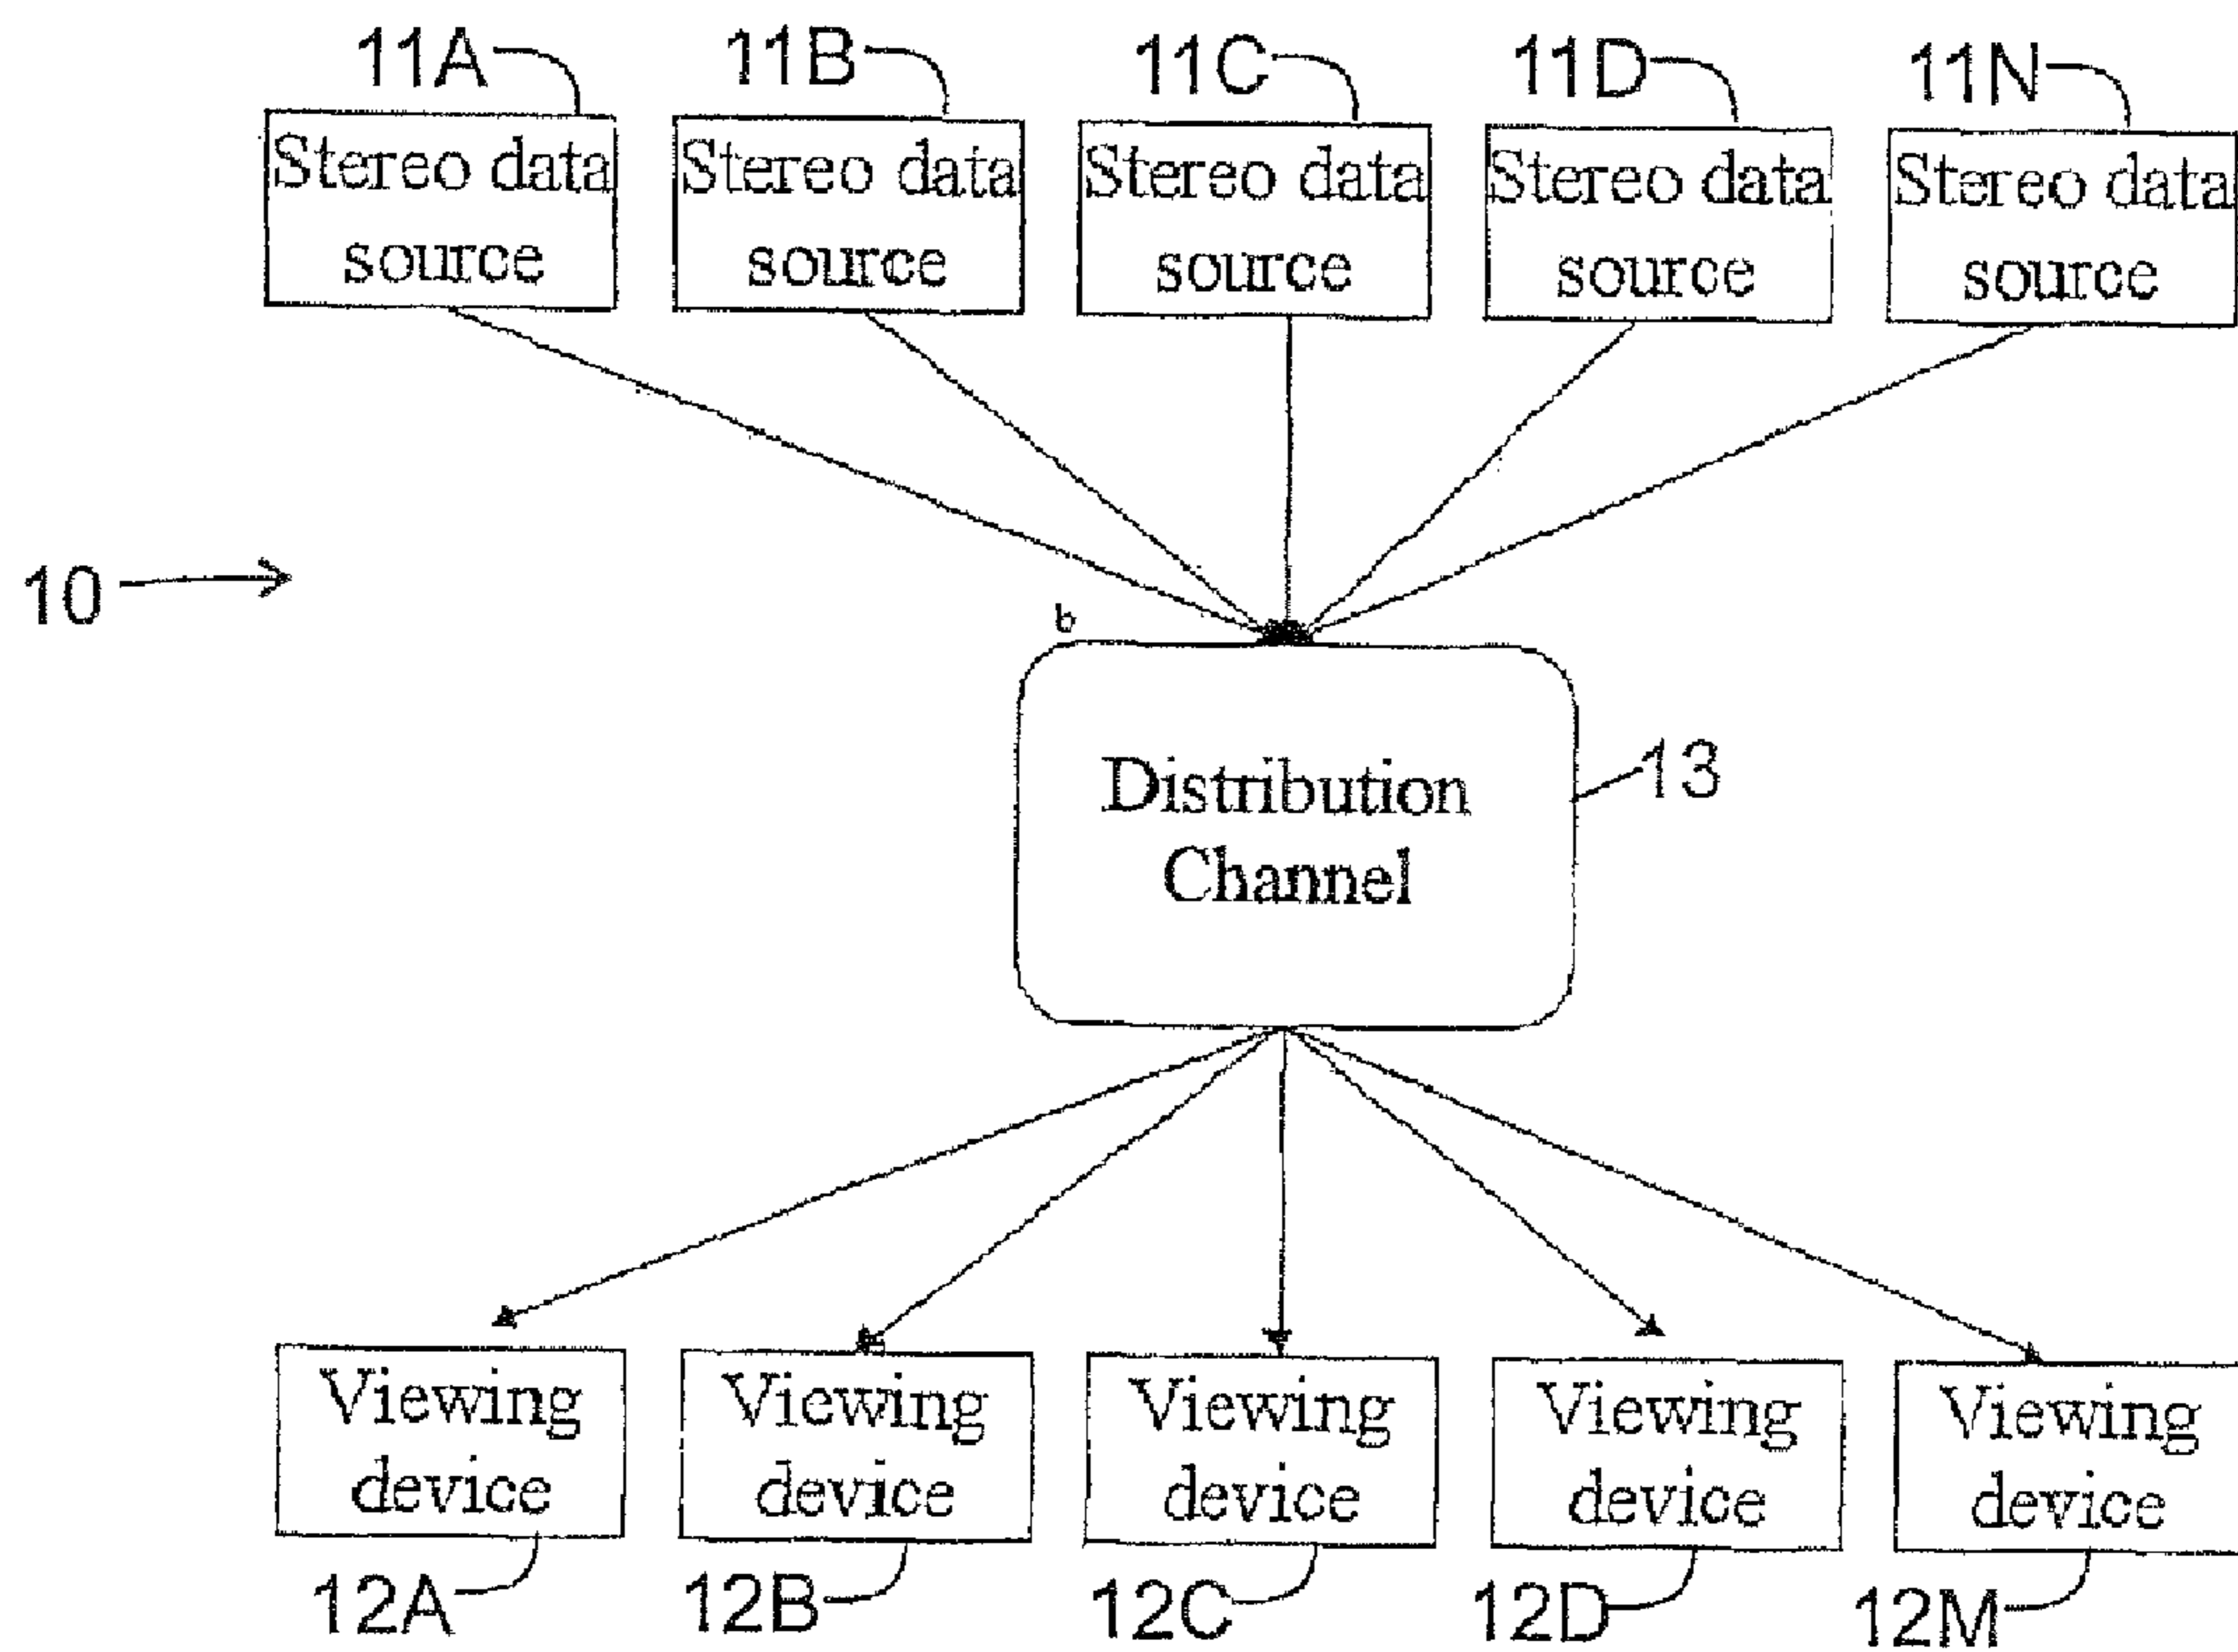 11A 11B 11C 11D 11N
Stereo data Stereo data Stereo data Stereo data Stereo data
source source source source source
10
b
Distribution
Channel
13
Viewing Viewing Viewing Viewing Viewing
device device device device device
12A 12B 12C 12D 12M